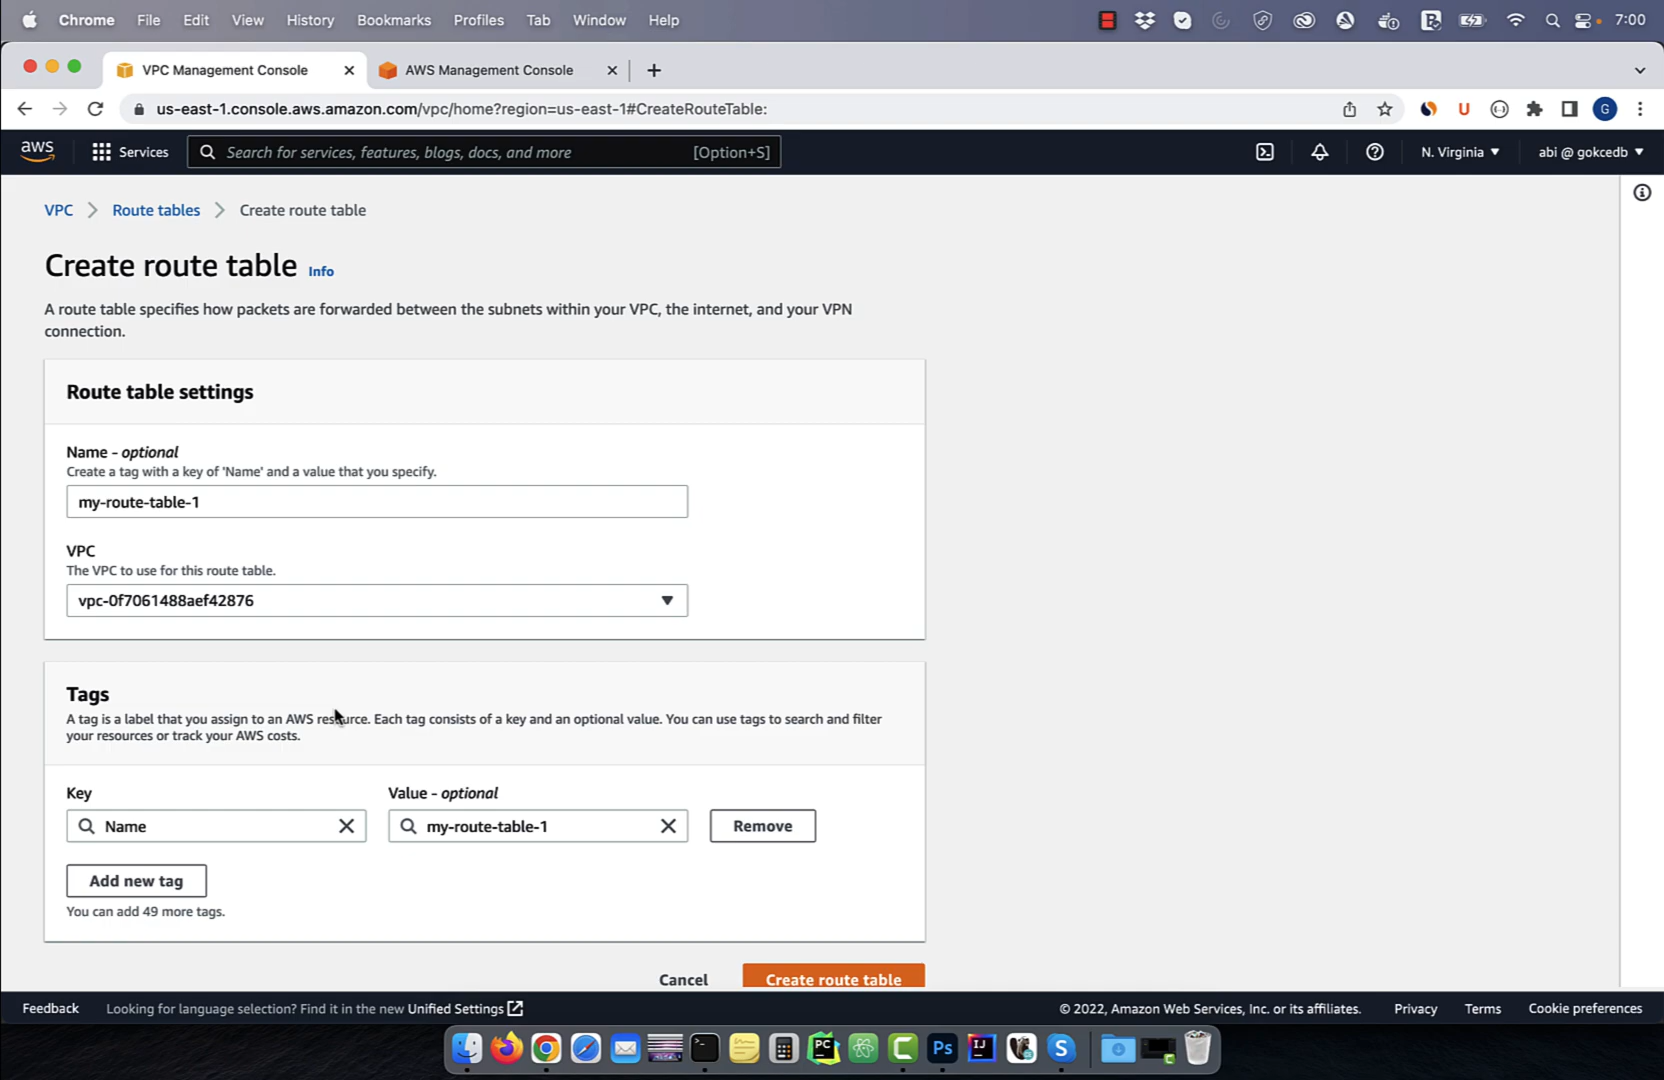 Chrome File Edit View History Bookmarks Profiles Tab Window Help 7:00
VPC Management Console AWS Management Console
us-east-1.console.aws.amazon.com/vpc/home?region=us-east-1#CreateRouteTable:
U G
aws Services Search for services, features, blogs, docs, and more [Option+S] N. Virginia abi @ gokcedb
VPC Route tables Create route table
Create route table Info
A route table specifies how packets are forwarded between the subnets within your VPC, the internet, and your VPN
connection.
Route table settings
Name - optional
Create a tag with a key of 'Name' and a value that you specify.
my-route-table-1
VPC
The VPC to use for this route table.
vpc-0f7061488aef42876
Tags
A tag is a label that you assign to an AWS resource. Each tag consists of a key and an optional value. You can use tags to search and filter
your resources or track your AWS costs.
Key Value - optional
Name my-route-table-1 Remove
Add new tag
You can add 49 more tags.
Cancel Create route table
Feedback Looking for language selection? Find it in the new Unified Settings © 2022, Amazon Web Services, Inc. or its affiliates. Privacy Terms Cookie preferences
PC C Ps IJ S